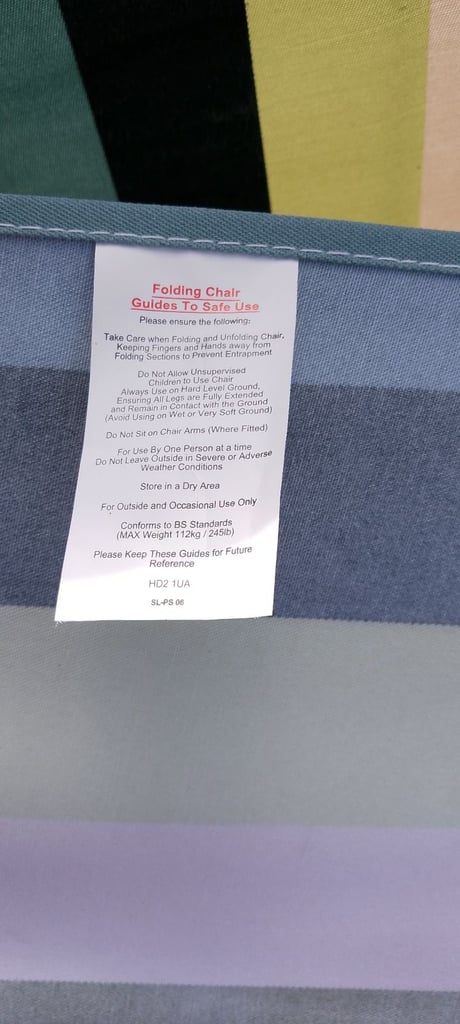 Folding Chair
Guides To Safe Use
Please ensure the following:
Take Care when Folding and Unfolding Chair,
Keeping Fingers and Hands away from
Folding Sections to Prevent Entrapment
Do Not Allow Unsupervised
Children to Use Chair
Always Use on Hard Level Ground,
Ensuring All Legs are Fully Extended
and Remain in Contact with the Ground
(Avoid Using on Wet or Very Soft Ground)
Do Not Sit on Chair Arms (Where Fitted)
For Use By One Person at a time
Do Not Leave Outside in Severe or Adverse
Weather Conditions
Store in a Dry Area
For Outside and Occasional Use Only
Conforms to BS Standards
(MAX Weight 112kg / 245lb)
Please Keep These Guides for Future
Reference
HD2 1UA
SL-PS 06